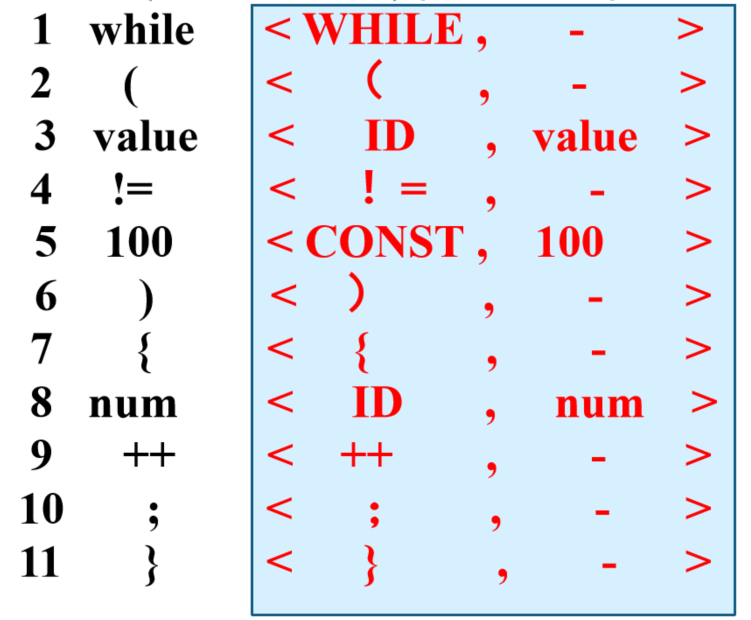 1 while < WHILE , - >
2 ( < ( , - >
3 value < ID , value >
4 != < ! = , - >
5 100 < CONST , 100 >
6 ) < ) , - >
7 { < { , - >
8 num < ID , num >
9 ++ < ++ , - >
10 ; < ; , - >
11 } < } , - >